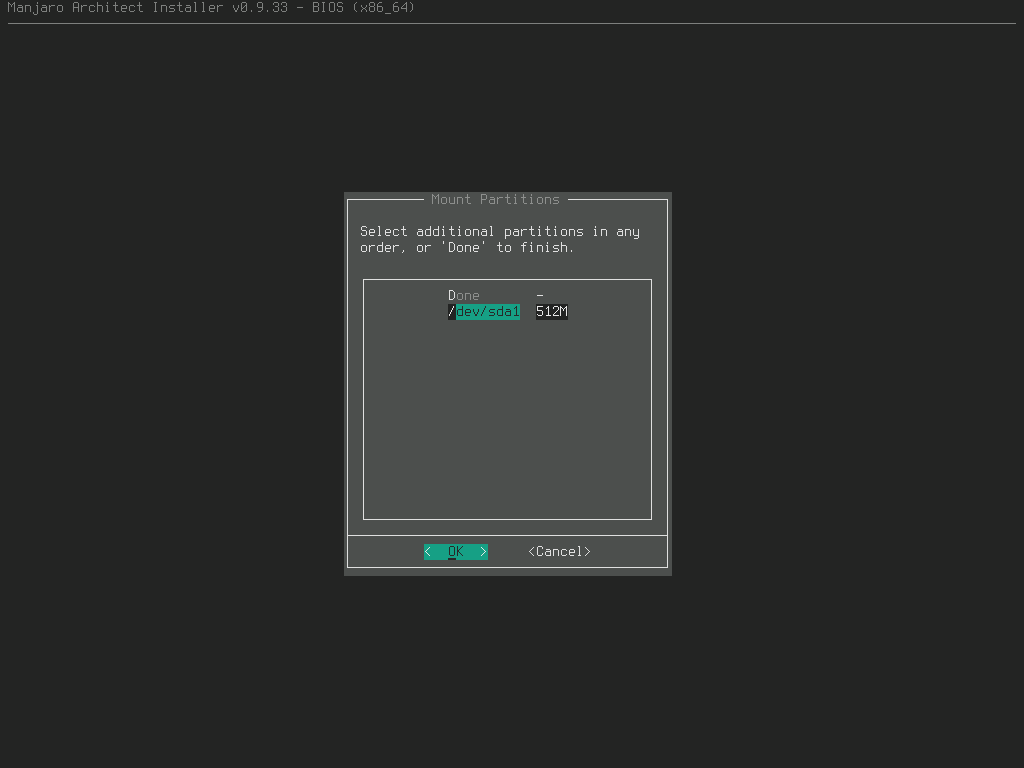 Manjaro Architect Installer v0.9.33 - BIOS (x86_64)
Mount Partitions
Select additional partitions in any
order, or 'Done' to finish.
Done -
/dev/sda1 512M
< OK > <Cancel>